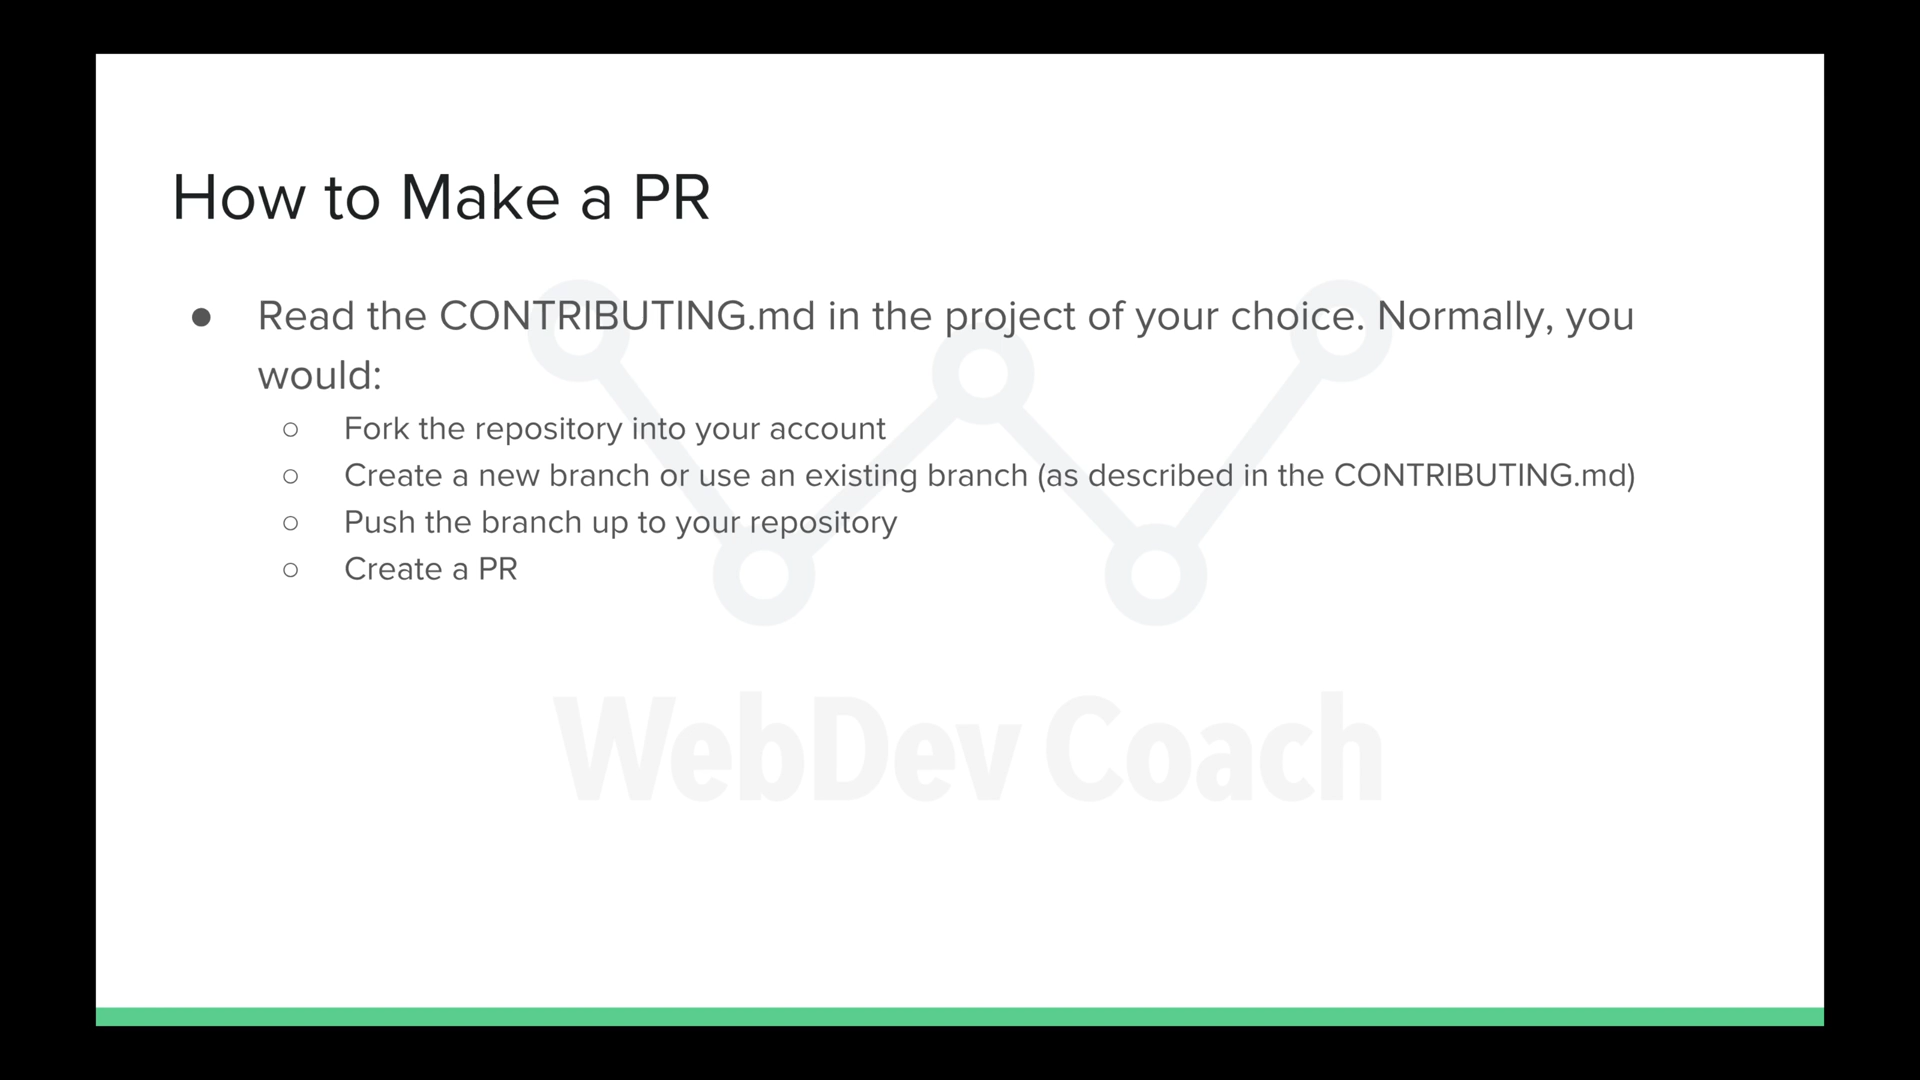 How to Make a PR
● Read the CONTRIBUTING.md in the project of your choice. Normally, you
would:
○ Fork the repository into your account
○ Create a new branch or use an existing branch (as described in the CONTRIBUTING.md)
○ Push the branch up to your repository
○ Create a PR
WebDev Coach